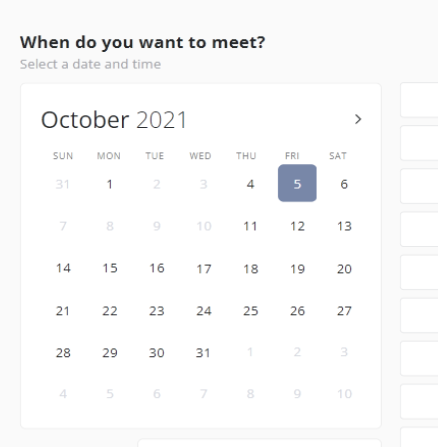 When do you want to meet?
Select a date and time
October 2021
SUN MON TUE WED THU FRI SAT
31 1 2 3 4 5 6
7 8 9 10 11 12 13
14 15 16 17 18 19 20
21 22 23 24 25 26 27
28 29 30 31 1 2 3
4 5 6 7 8 9 10